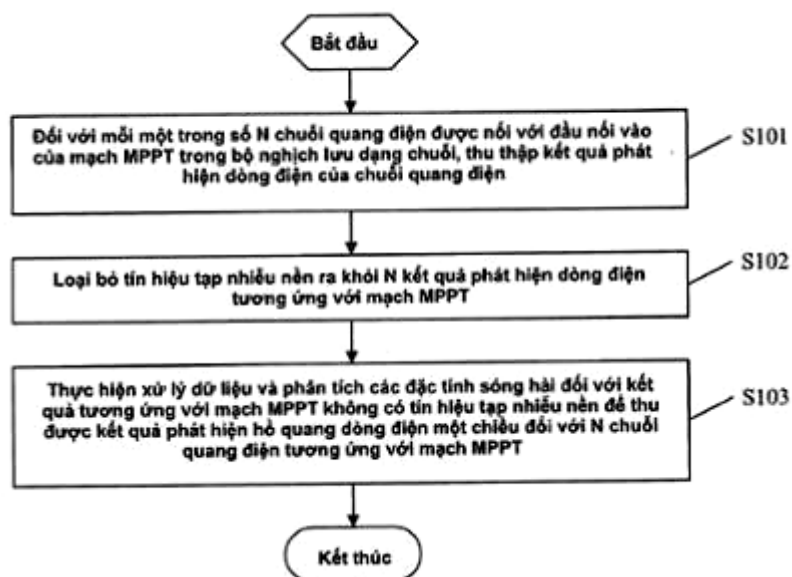 Bắt đầu
Đối với mỗi một trong số N chuỗi quang điện được nối với đầu nối vào
của mạch MPPT trong bộ nghịch lưu dạng chuỗi, thu thập kết quả phát
hiện dòng điện của chuỗi quang điện
S101
Loại bỏ tín hiệu tạp nhiễu nền ra khỏi N kết quả phát hiện dòng điện
tương ứng với mạch MPPT
S102
Thực hiện xử lý dữ liệu và phân tích các đặc tính sóng hài đối với kết
quả tương ứng với mạch MPPT không có tín hiệu tạp nhiễu nền để thu
được kết quả phát hiện hồ quang dòng điện một chiều đối với N chuỗi
quang điện tương ứng với mạch MPPT
S103
Kết thúc